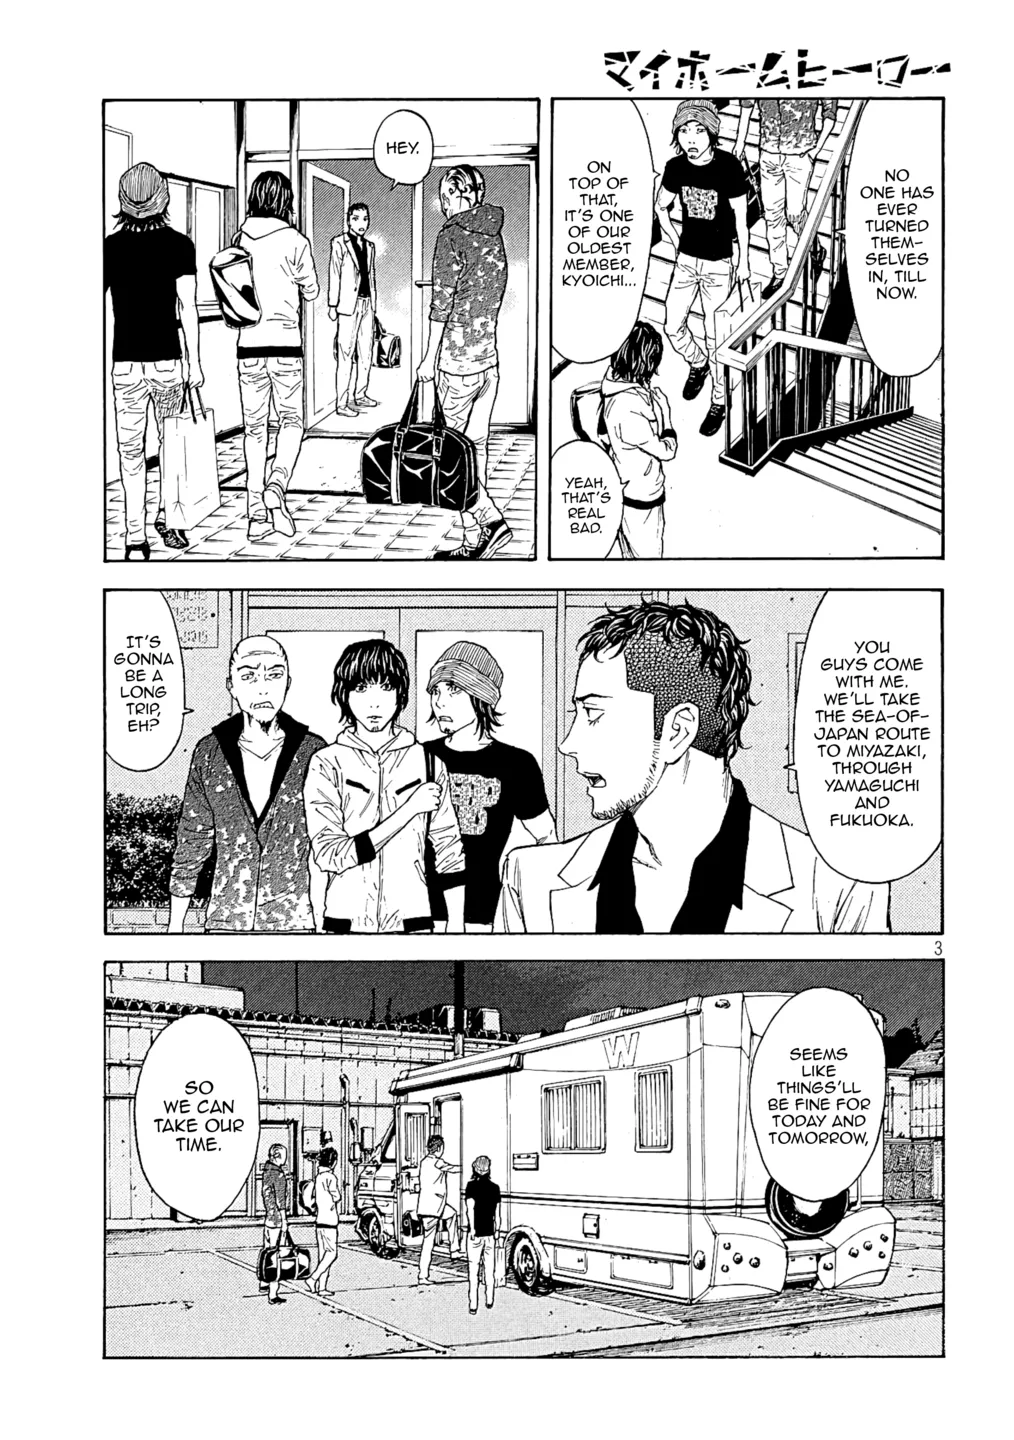 マイホームヒーロー
NO
ONE HAS
EVER
TURNED
THEM-
SELVES
IN, TILL
NOW.
ON
TOP OF
THAT,
IT'S ONE
OF OUR
OLDEST
MEMBER,
KYOICHI...
YEAH,
THAT'S
REAL
BAD.
HEY.
YOU
GUYS COME
WITH ME.
WE'LL TAKE
THE SEA-OF-
JAPAN ROUTE
TO MIYAZAKI,
THROUGH
YAMAGUCHI
AND
FUKUOKA.
IT'S
GONNA
BE A
LONG
TRIP,
EH?
3
SEEMS
LIKE
THINGS'LL
BE FINE FOR
TODAY AND
TOMORROW,
W
SO
WE CAN
TAKE OUR
TIME.